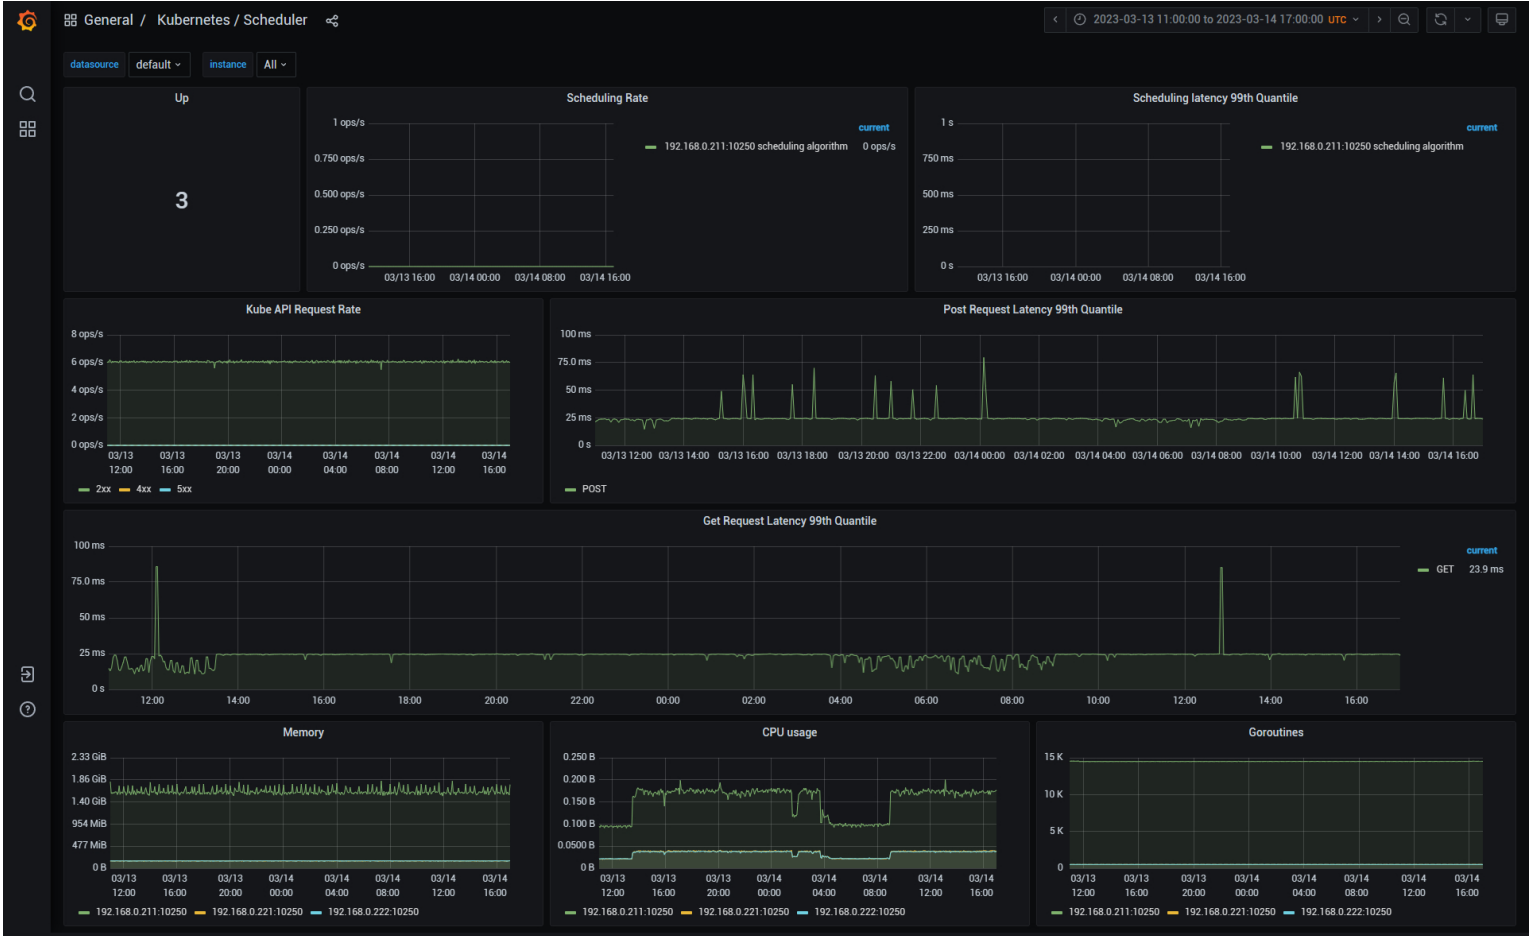 General / Kubernetes / Scheduler
2023-03-13 11:00:00 to 2023-03-14 17:00:00 UTC
datasource default instance All
Up
3
Scheduling Rate
1 ops/s
0.750 ops/s
0.500 ops/s
0.250 ops/s
0 ops/s
03/13 16:00 03/14 00:00 03/14 08:00 03/14 16:00
current
192.168.0.211:10250 scheduling algorithm 0 ops/s
Scheduling latency 99th Quantile
1 s
750 ms
500 ms
250 ms
0 s
03/13 16:00 03/14 00:00 03/14 08:00 03/14 16:00
current
192.168.0.211:10250 scheduling algorithm
Kube API Request Rate
8 ops/s
6 ops/s
4 ops/s
2 ops/s
0 ops/s
03/13 03/13 03/13 03/14 03/14 03/14 03/14 03/14
12:00 16:00 20:00 00:00 04:00 08:00 12:00 16:00
2xx 4xx 5xx
Post Request Latency 99th Quantile
100 ms
75.0 ms
50 ms
25 ms
0 s
03/13 12:00 03/13 14:00 03/13 16:00 03/13 18:00 03/13 20:00 03/13 22:00 03/14 00:00 03/14 02:00 03/14 04:00 03/14 06:00 03/14 08:00 03/14 10:00 03/14 12:00 03/14 14:00 03/14 16:00
POST
Get Request Latency 99th Quantile
100 ms
75.0 ms
50 ms
25 ms
0 s
12:00 14:00 16:00 18:00 20:00 22:00 00:00 02:00 04:00 06:00 08:00 10:00 12:00 14:00 16:00
current
GET 23.9 ms
Memory
2.33 GiB
1.86 GiB
1.40 GiB
954 MiB
477 MiB
0 B
03/13 03/13 03/13 03/14 03/14 03/14 03/14 03/14
12:00 16:00 20:00 00:00 04:00 08:00 12:00 16:00
192.168.0.211:10250 192.168.0.221:10250 192.168.0.222:10250
CPU usage
0.250 B
0.200 B
0.150 B
0.100 B
0.0500 B
0 B
03/13 03/13 03/13 03/14 03/14 03/14 03/14 03/14
12:00 16:00 20:00 00:00 04:00 08:00 12:00 16:00
192.168.0.211:10250 192.168.0.221:10250 192.168.0.222:10250
Goroutines
15 K
10 K
5 K
0
03/13 03/13 03/13 03/14 03/14 03/14 03/14 03/14
12:00 16:00 20:00 00:00 04:00 08:00 12:00 16:00
192.168.0.211:10250 192.168.0.221:10250 192.168.0.222:10250